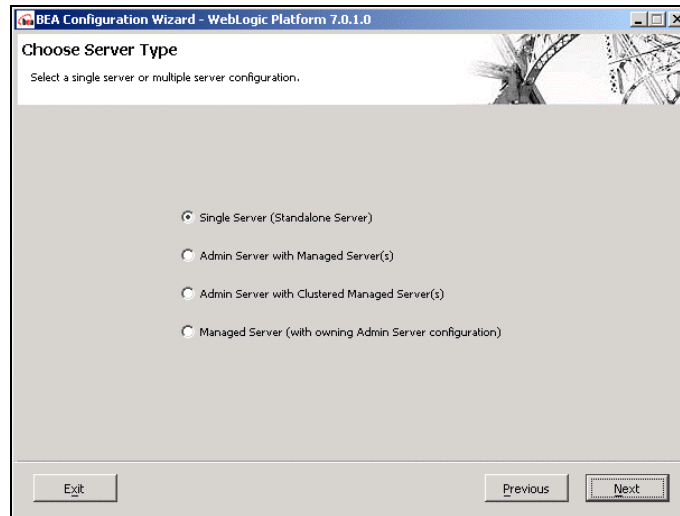 bea BEA Configuration Wizard - WebLogic Platform 7.0.1.0
Choose Server Type
Select a single server or multiple server configuration.
Single Server (Standalone Server)
Admin Server with Managed Server(s)
Admin Server with Clustered Managed Server(s)
Managed Server (with owning Admin Server configuration)
Exit
Previous
Next